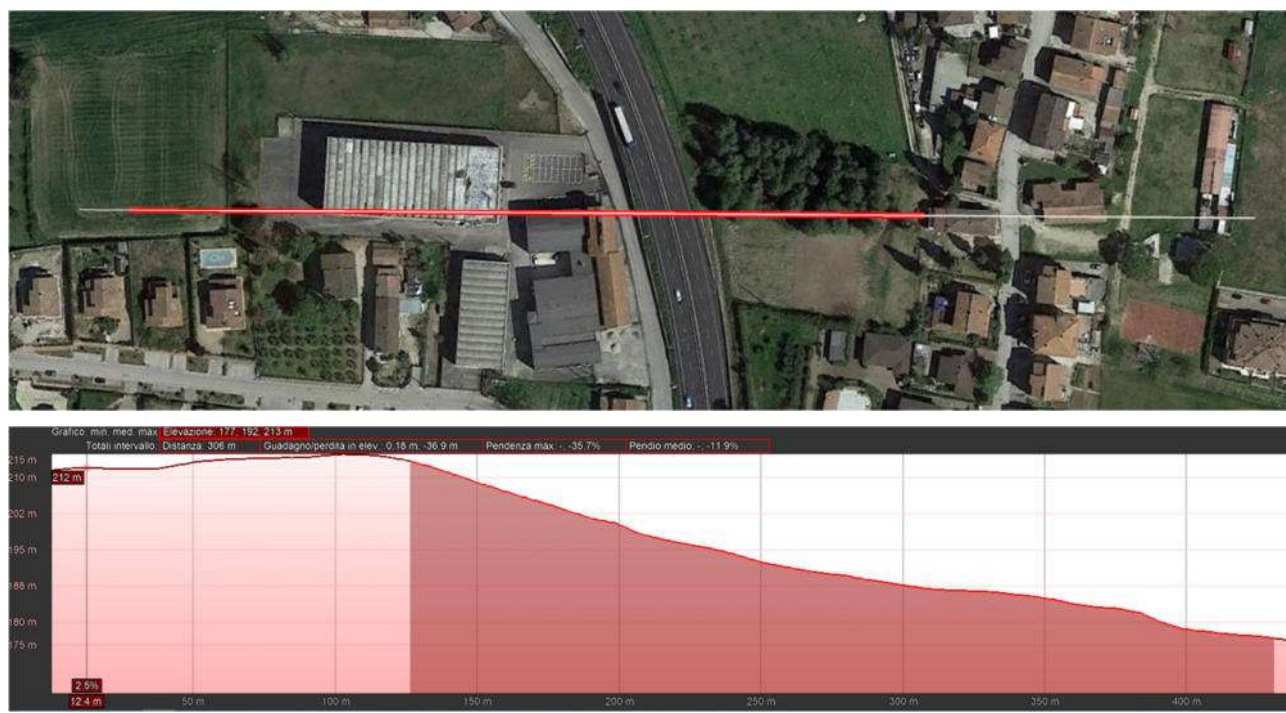 Grafico: min, med, max Elevazione: 177, 192, 213 m
Totali intervallo: Distanza: 306 m Guadagno/perdita in elev.: 0,18 m, -36.9 m Pendenza max: -, -35.7% Pendio medio: -, -11.9%
215 m
212 m
210 m
202 m
195 m
188 m
180 m
175 m
2.5%
12.4 m 50 m 100 m 150 m 200 m 250 m 300 m 350 m 400 m